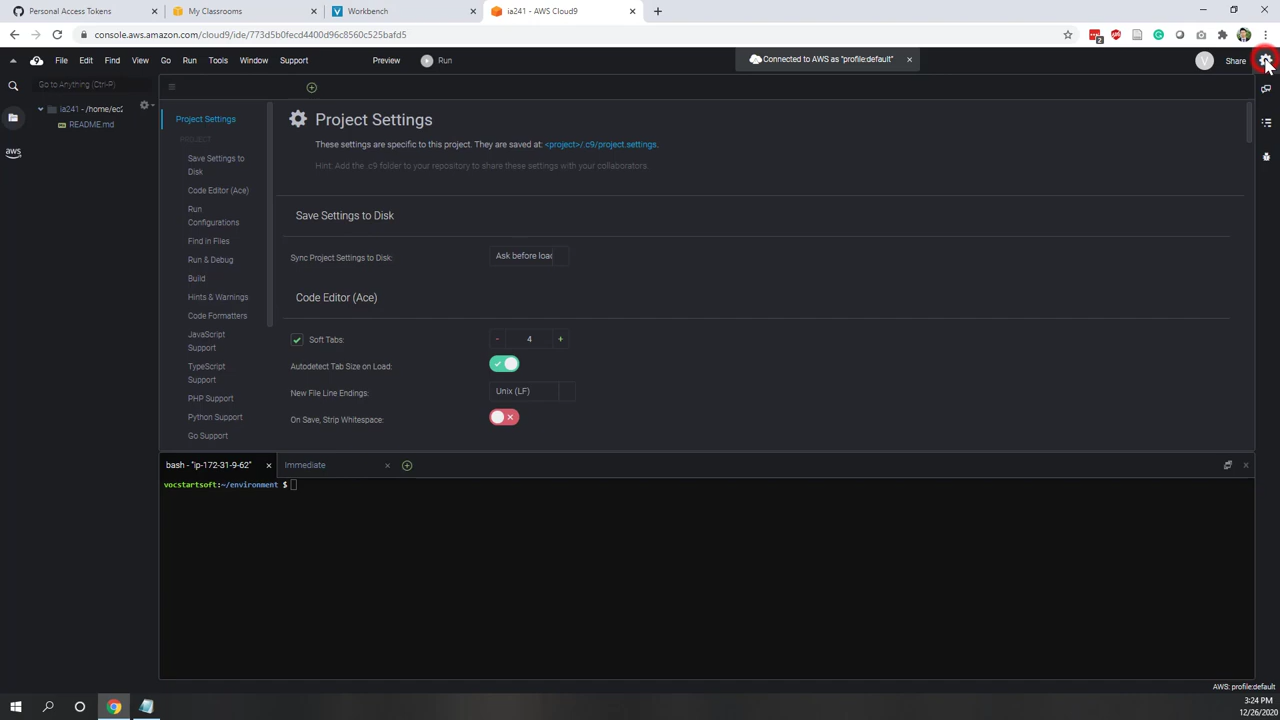 Personal Access Tokens
My Classrooms
Workbench
ia241 - AWS Cloud9
console.aws.amazon.com/cloud9/ide/773d5b0fecd4400d96c8560c525bafd5
2
File Edit Find View Go Run Tools Window Support Preview Run
Connected to AWS as "profile:default"
V
Share
Go to Anything (Ctrl-P)
ia241 - /home/ec2
README.md
aws
Project Settings
PROJECT
Save Settings to
Disk
Code Editor (Ace)
Run
Configurations
Find in Files
Run & Debug
Build
Hints & Warnings
Code Formatters
JavaScript
Support
TypeScript
Support
PHP Support
Python Support
Go Support
Project Settings
These settings are specific to this project. They are saved at: <project>/.c9/project.settings.
Hint: Add the .c9 folder to your repository to share these settings with your collaborators.
Save Settings to Disk
Sync Project Settings to Disk: Ask before load
Code Editor (Ace)
Soft Tabs: - 4 +
Autodetect Tab Size on Load:
New File Line Endings: Unix (LF)
On Save, Strip Whitespace:
bash - "ip-172-31-9-62"
Immediate
vocstartsoft:~/environment $
AWS: profile:default
3:24 PM
12/26/2020